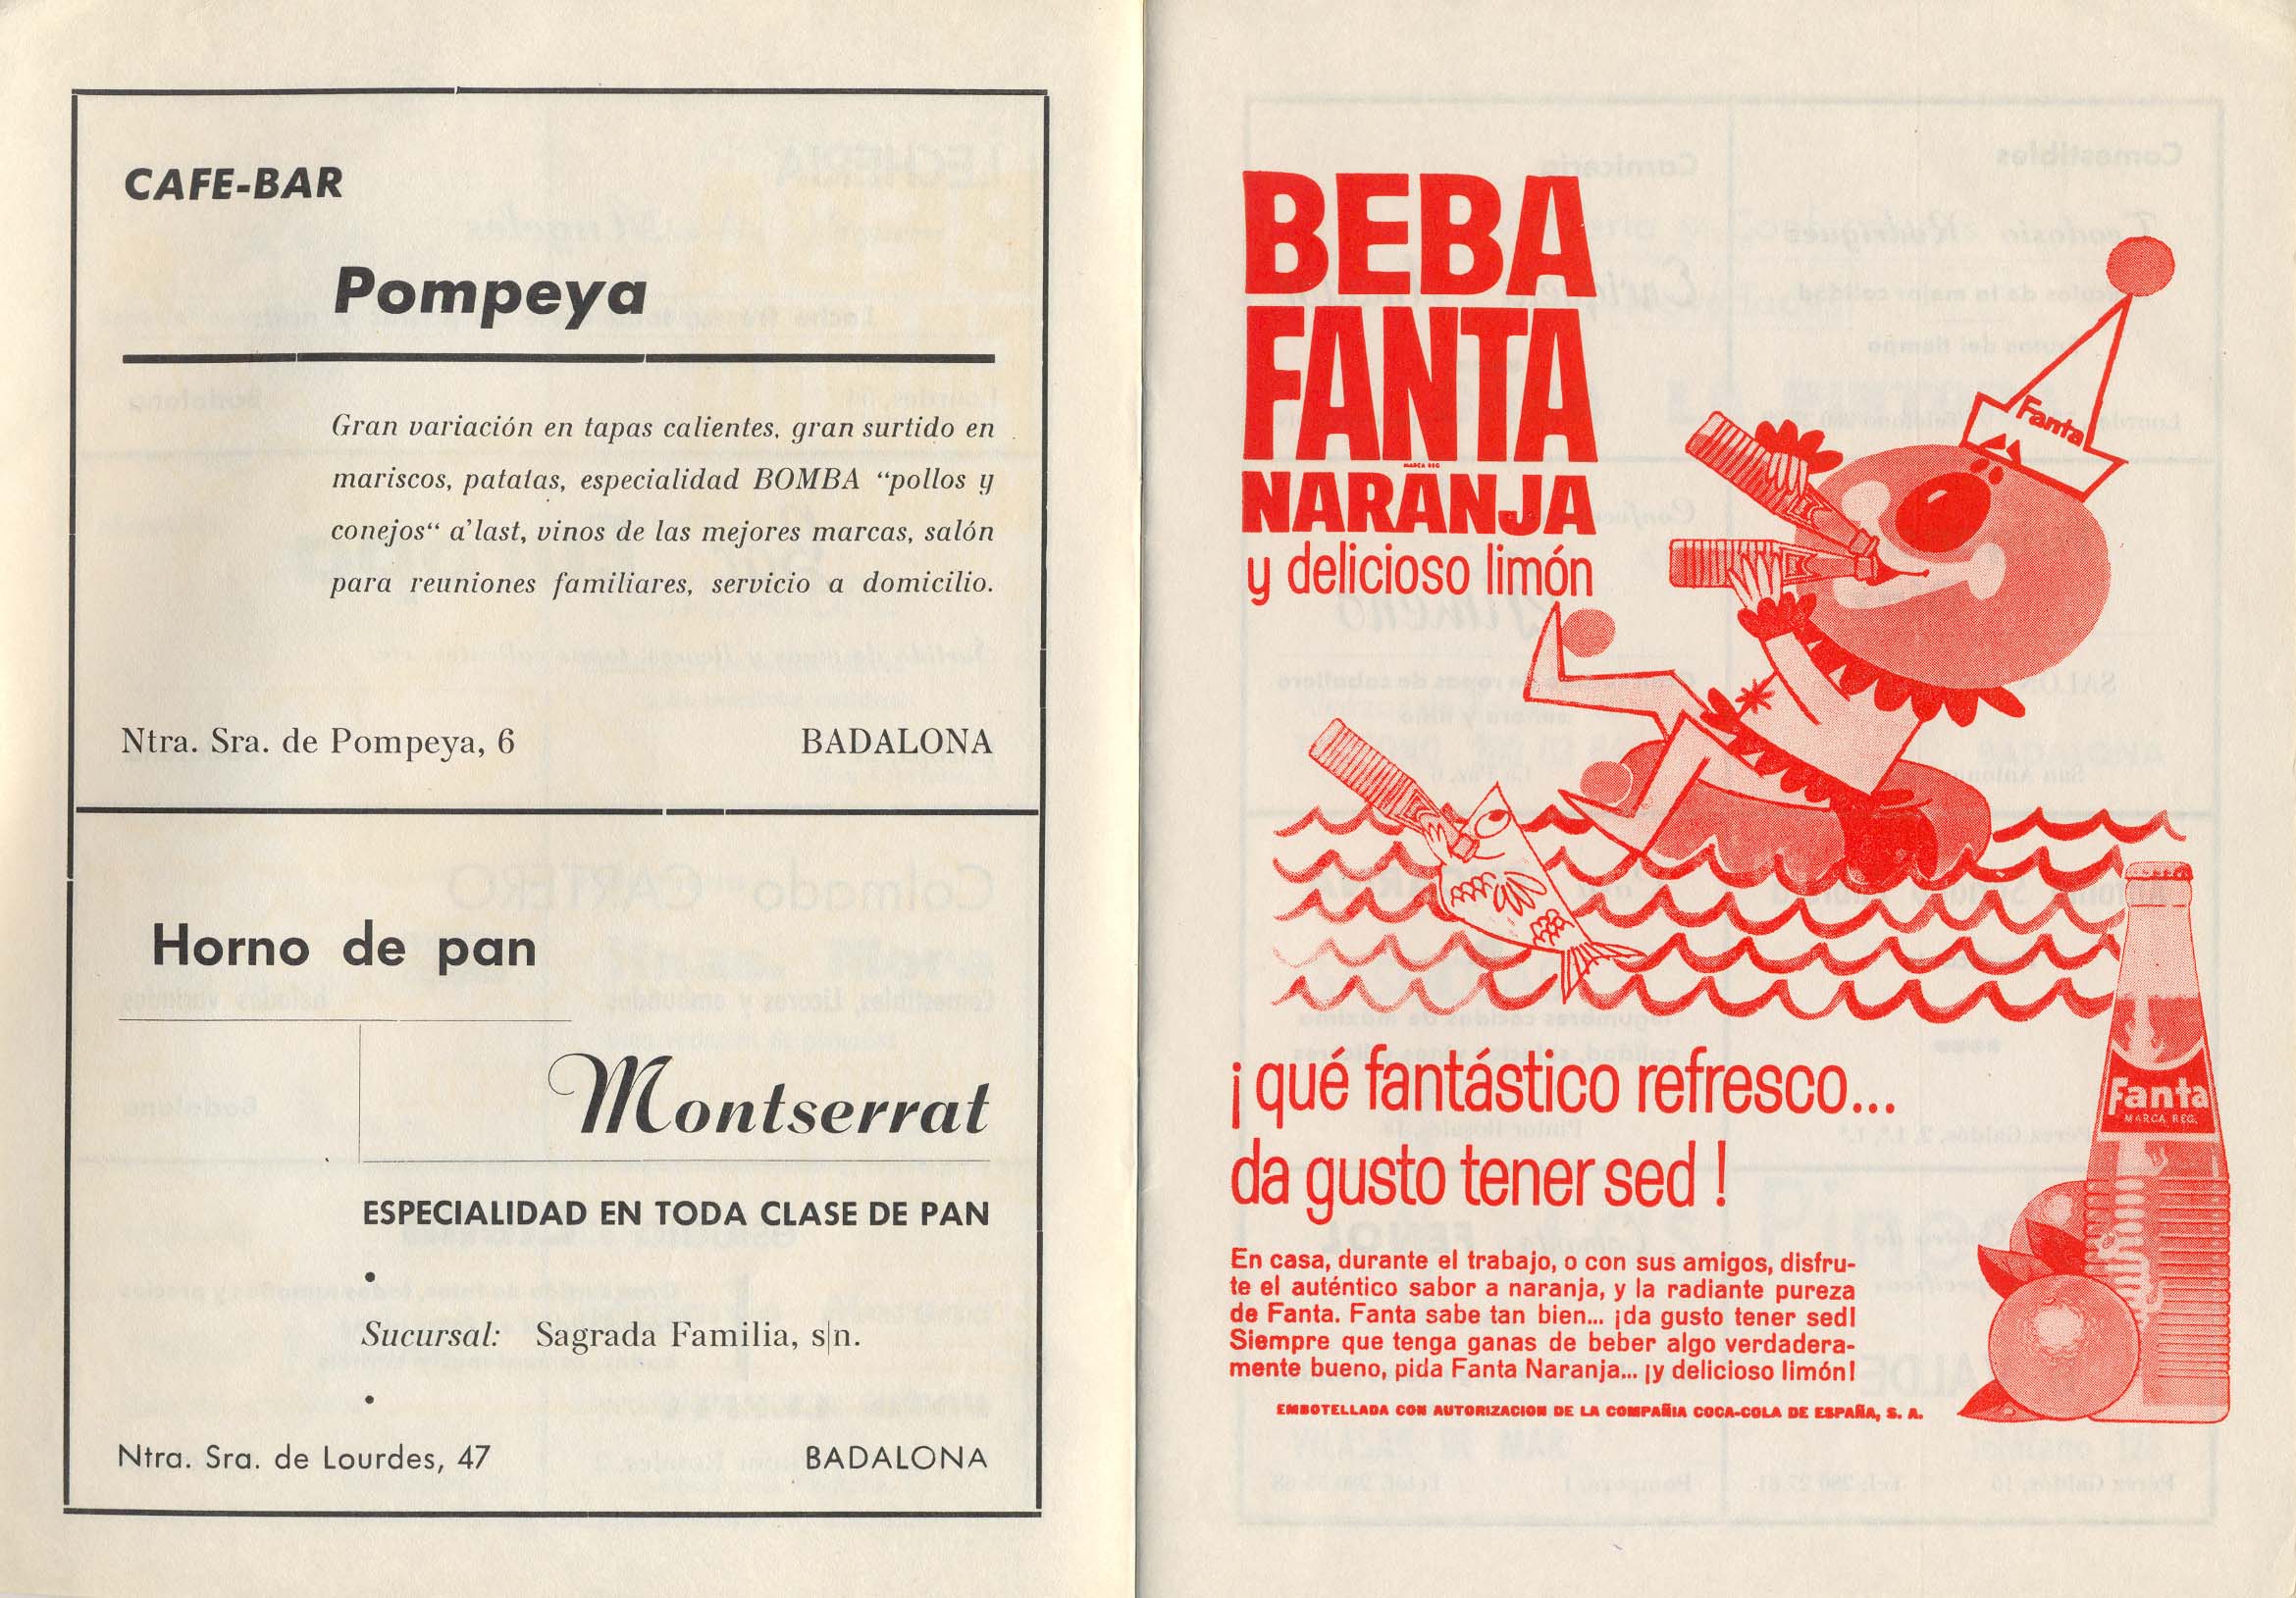 CAFE-BAR
Pompeya
Gran variación en tapas calientes, gran surtido en
mariscos, patatas, especialidad BOMBA “pollos y
conejos“ a’last, vinos de las mejores marcas, salón
para reuniones familiares, servicio a domicilio.
Ntra. Sra. de Pompeya, 6 BADALONA
Horno de pan
Montserrat
ESPECIALIDAD EN TODA CLASE DE PAN
•
Sucursal: Sagrada Familia, s|n.
•
Ntra. Sra. de Lourdes, 47 BADALONA
BEBA
FANTA
MARCA REG
NARANJA
y delicioso limón
Fanta
¡qué fantástico refresco...
da gusto tener sed!
Fanta
MARCA REG.
En casa, durante el trabajo, o con sus amigos, disfru-
te el auténtico sabor a naranja, y la radiante pureza
de Fanta. Fanta sabe tan bien... ¡da gusto tener sed!
Siempre que tenga ganas de beber algo verdadera-
mente bueno, pida Fanta Naranja... ¡y delicioso limón!
EMBOTELLADA CON AUTORIZACION DE LA COMPAÑIA COCA-COLA DE ESPAÑA, S. A.